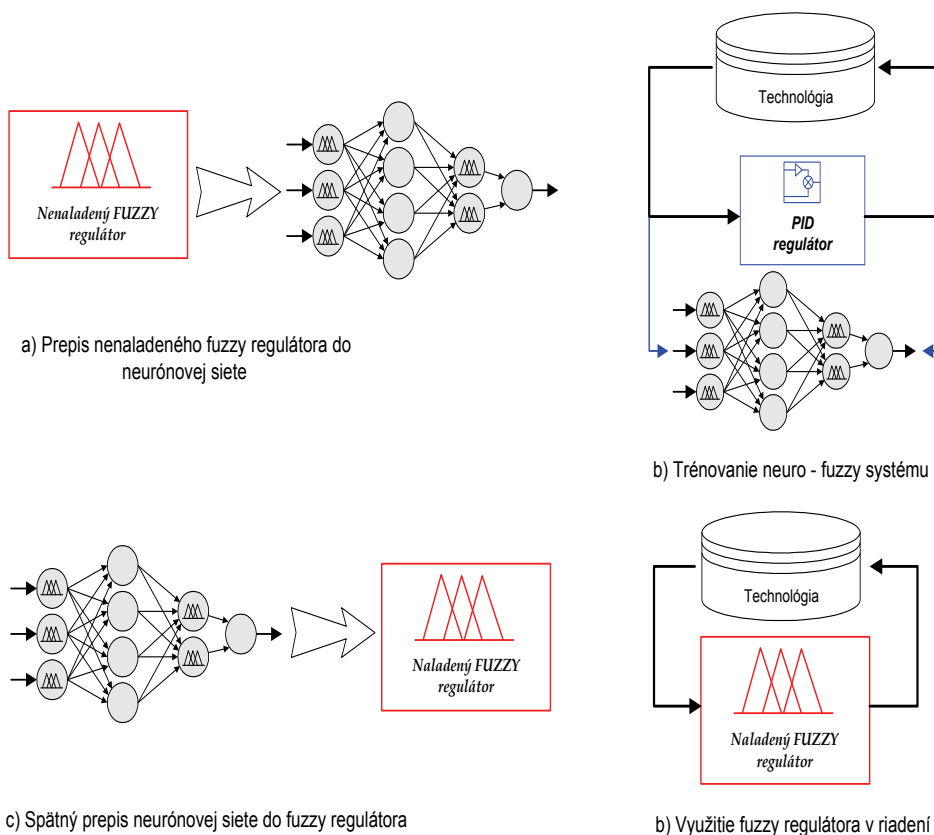 Nenaladený FUZZY
regulátor
a) Prepis nenaladeného fuzzy regulátora do
neurónovej siete
Technológia
PID
regulátor
b) Trénovanie neuro - fuzzy systému
Naladený FUZZY
regulátor
c) Spätný prepis neurónovej siete do fuzzy regulátora
Technológia
Naladený FUZZY
regulátor
b) Využitie fuzzy regulátora v riadení